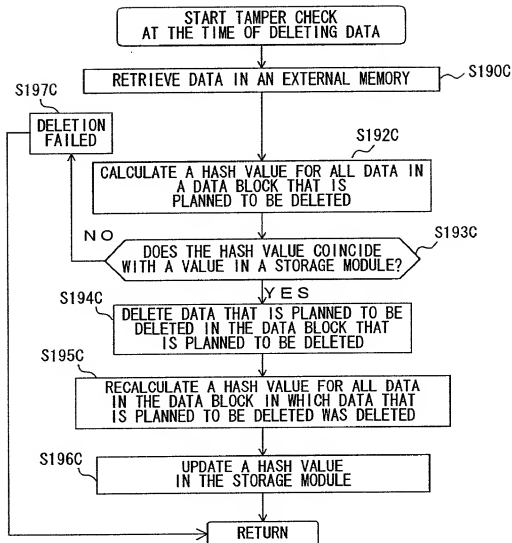 START TAMPER CHECK
AT THE TIME OF DELETING DATA
RETRIEVE DATA IN AN EXTERNAL MEMORY
S190C
S197C
DELETION
FAILED
S192C
CALCULATE A HASH VALUE FOR ALL DATA IN
A DATA BLOCK THAT IS
PLANNED TO BE DELETED
NO
S193C
DOES THE HASH VALUE COINCIDE
WITH A VALUE IN A STORAGE MODULE?
YES
S194C
DELETE DATA THAT IS PLANNED TO BE
DELETED IN THE DATA BLOCK THAT
IS PLANNED TO BE DELETED
S195C
RECALCULATE A HASH VALUE FOR ALL DATA
IN THE DATA BLOCK IN WHICH DATA THAT
IS PLANNED TO BE DELETED WAS DELETED
S196C
UPDATE A HASH VALUE
IN THE STORAGE MODULE
RETURN